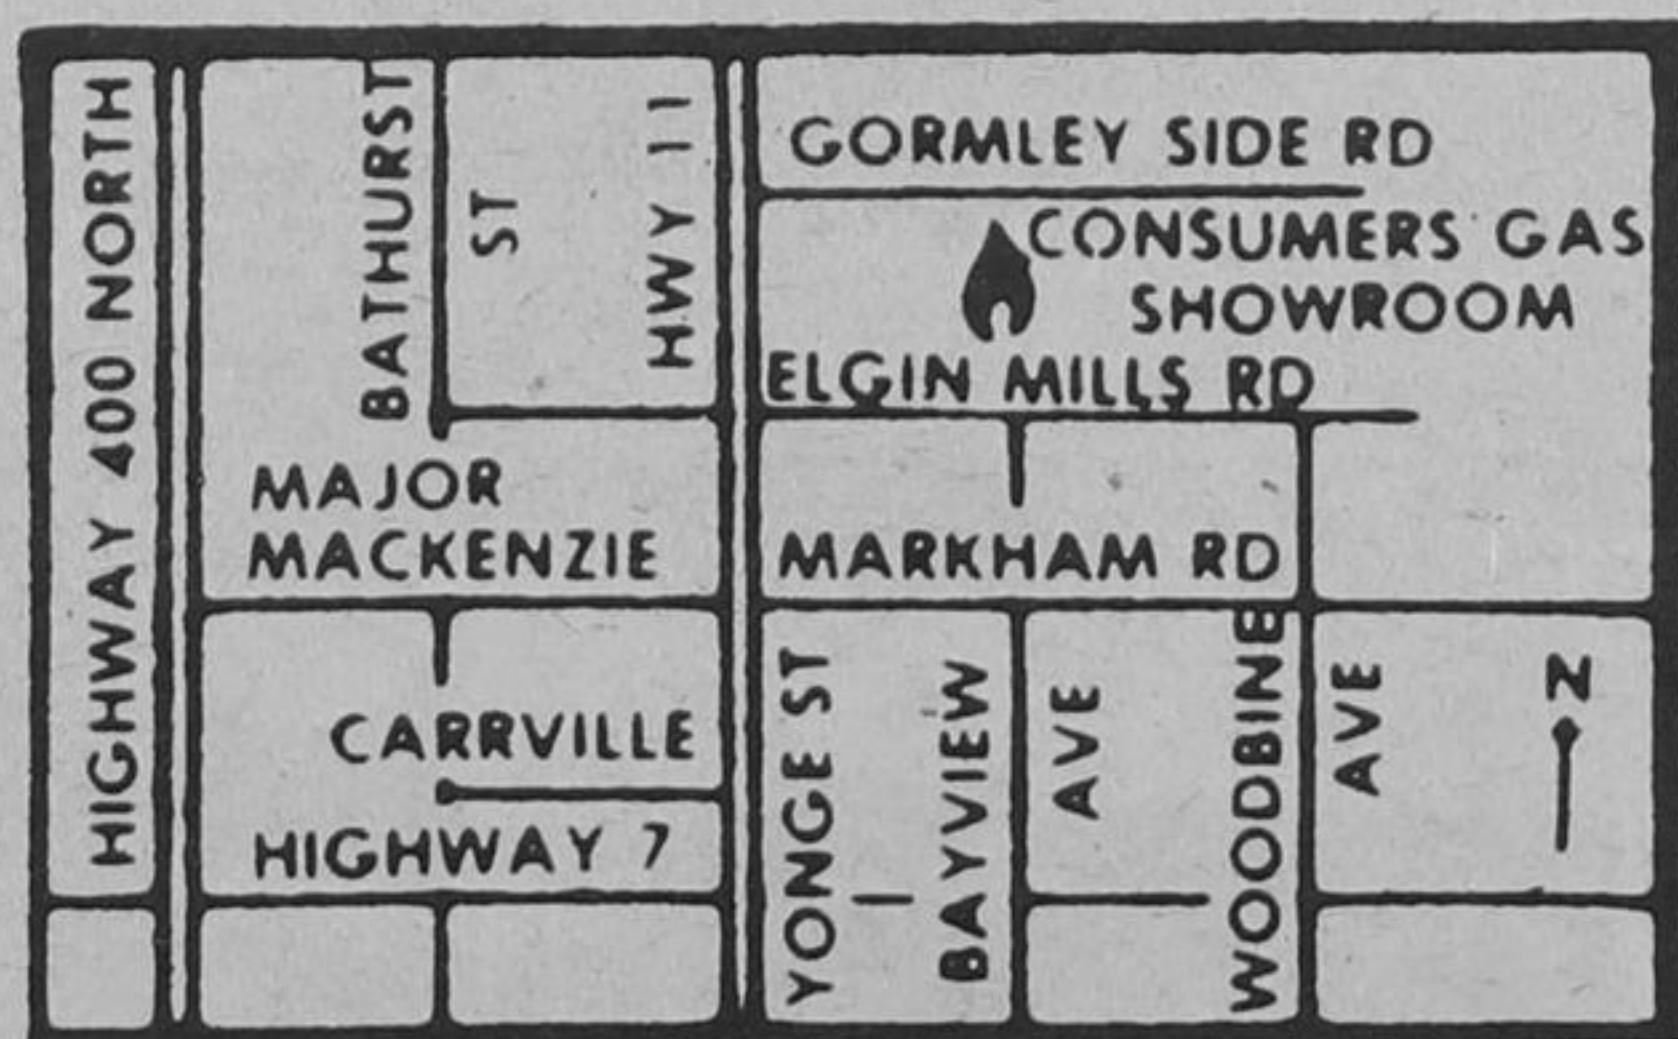 HIGHWAY 400 NORTH
BATHURST
ST
HWY 11
GORMLEY SIDE RD
CONSUMERS GAS
SHOWROOM
ELGIN MILLS RD
MAJOR
MACKENZIE
MARKHAM RD
CARRVILLE
HIGHWAY 7
YONGE ST
BAYVIEW
AVE
WOODBINE
AVE
N